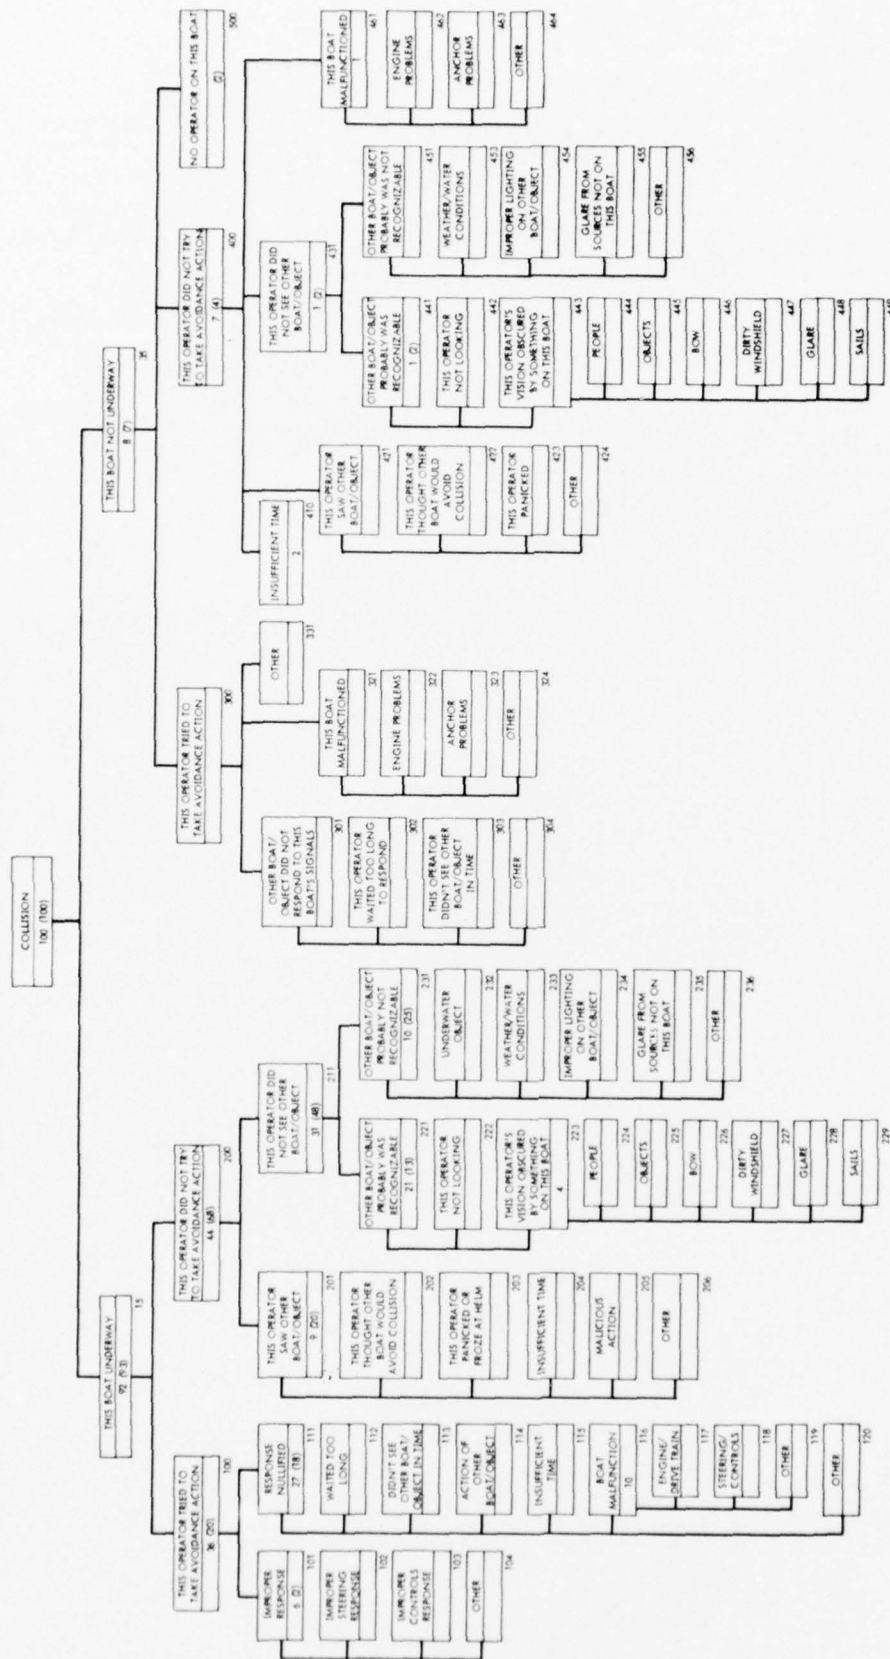 COLLISION
100 (100)
THIS BOAT UNDERWAY
92 (93)
15
THIS OPERATOR TRIED TO
TAKE AVOIDANCE ACTION
36 (20)
100
IMPROPER
RESPONSE
6 (2)
101
IMPROPER
STEERING
RESPONSE
102
IMPROPER
CONTROLS
RESPONSE
103
OTHER
104
RESPONSE
NULLIFIED
27 (18)
111
WAITED TOO
LONG
112
DIDN'T SEE
OTHER BOAT/
OBJECT IN TIME
113
ACTION OF
OTHER
BOAT/OBJECT
114
INSUFFICIENT
TIME
115
BOAT
MALFUNCTION
10
116
ENGINE/
DRIVE TRAIN
117
STEERING/
CONTROLS
118
OTHER
119
OTHER
120
THIS OPERATOR DID NOT TRY
TO TAKE AVOIDANCE ACTION
44 (68)
200
THIS OPERATOR
SAW OTHER
BOAT/OBJECT
9 (20)
201
THIS OPERATOR
THOUGHT OTHER
BOAT WOULD
AVOID COLLISION
202
THIS OPERATOR
PANICKED OR
FROZE AT HELM
203
INSUFFICIENT TIME
204
MALICIOUS
ACTION
205
OTHER
206
THIS OPERATOR DID
NOT SEE OTHER
BOAT/OBJECT
31 (48)
211
OTHER BOAT/OBJECT
PROBABLY WAS
RECOGNIZABLE
21 (13)
221
THIS OPERATOR
NOT LOOKING
222
THIS OPERATOR'S
VISION OBSCURED
BY SOMETHING
ON THIS BOAT
4
223
PEOPLE
224
OBJECTS
225
BOW
226
DIRTY
WINDSHIELD
227
GLARE
228
SAILS
229
OTHER BOAT/OBJECT
PROBABLY NOT
RECOGNIZABLE
10 (25)
231
UNDERWATER
OBJECT
232
WEATHER/WATER
CONDITIONS
233
IMPROPER LIGHTING
ON OTHER
BOAT/OBJECT
234
GLARE FROM
SOURCES NOT ON
THIS BOAT
235
OTHER
236
THIS BOAT NOT UNDERWAY
8 (7)
35
THIS OPERATOR TRIED TO
TAKE AVOIDANCE ACTION
300
OTHER BOAT/
OBJECT DID NOT
RESPOND TO THIS
BOAT'S SIGNALS
301
THIS OPERATOR
WAITED TOO LONG
TO RESPOND
302
THIS OPERATOR
DIDN'T SEE OTHER
BOAT/OBJECT
IN TIME
303
OTHER
304
THIS BOAT
MALFUNCTIONED
321
ENGINE PROBLEMS
322
ANCHOR
PROBLEMS
323
OTHER
324
OTHER
331
THIS OPERATOR DID NOT TRY
TO TAKE AVOIDANCE ACTION
7 (4)
400
INSUFFICIENT TIME
2
410
THIS OPERATOR
SAW OTHER
BOAT/OBJECT
421
THIS OPERATOR
THOUGHT OTHER
BOAT WOULD
AVOID
COLLISION
422
THIS OPERATOR
PANICKED
423
OTHER
424
THIS OPERATOR DID
NOT SEE OTHER
BOAT/OBJECT
1 (2)
431
OTHER BOAT/OBJECT
PROBABLY WAS
RECOGNIZABLE
1 (2)
441
THIS OPERATOR
NOT LOOKING
442
THIS OPERATOR'S
VISION OBSCURED
BY SOMETHING
ON THIS BOAT
443
PEOPLE
444
OBJECTS
445
BOW
446
DIRTY
WINDSHIELD
447
GLARE
448
SAILS
OTHER BOAT/OBJECT
PROBABLY WAS NOT
RECOGNIZABLE
451
WEATHER/WATER
CONDITIONS
453
IMPROPER LIGHTING
ON OTHER
BOAT/OBJECT
454
GLARE FROM
SOURCES NOT ON
THIS BOAT
455
OTHER
456
THIS BOAT
MALFUNCTIONED
1
461
ENGINE
PROBLEMS
462
ANCHOR
PROBLEMS
463
OTHER
464
NO OPERATOR ON THIS BOAT
(2)
500